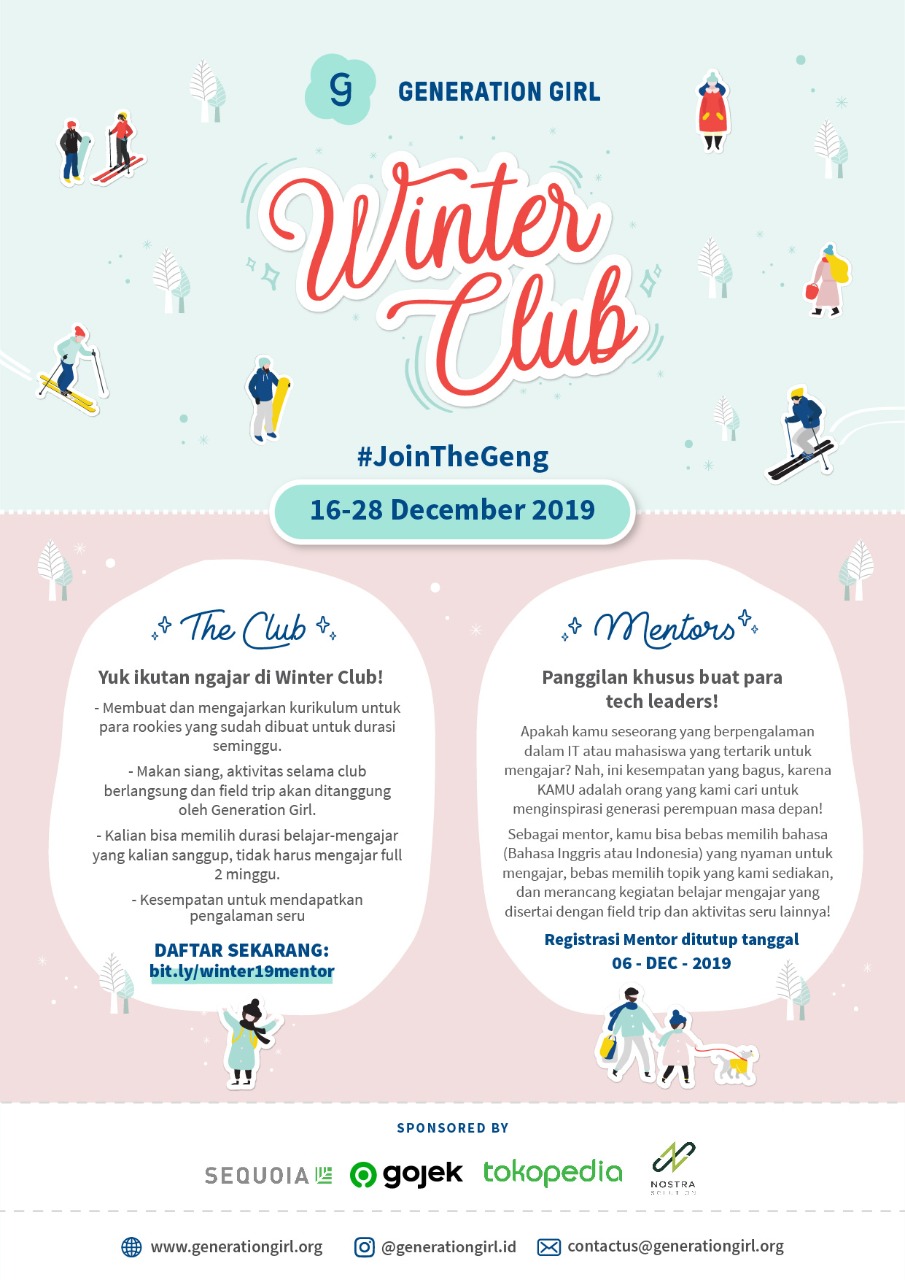 g
GENERATION GIRL
Winter
Club
#JoinTheGeng
16-28 December 2019
The Club
Yuk ikutan ngajar di Winter Club!
- Membuat dan mengajarkan kurikulum untuk
para rookies yang sudah dibuat untuk durasi
seminggu.
- Makan siang, aktivitas selama club
berlangsung dan field trip akan ditanggung
oleh Generation Girl.
- Kalian bisa memilih durasi belajar-mengajar
yang kalian sanggup, tidak harus mengajar full
2 minggu.
- Kesempatan untuk mendapatkan
pengalaman seru
DAFTAR SEKARANG:
bit.ly/winter19mentor
Mentors
Panggilan khusus buat para
tech leaders!
Apakah kamu seseorang yang berpengalaman
dalam IT atau mahasiswa yang tertarik untuk
mengajar? Nah, ini kesempatan yang bagus, karena
KAMU adalah orang yang kami cari untuk
menginspirasi generasi perempuan masa depan!
Sebagai mentor, kamu bisa bebas memilih bahasa
(Bahasa Inggris atau Indonesia) yang nyaman untuk
mengajar, bebas memilih topik yang kami sediakan,
dan merancang kegiatan belajar mengajar yang
disertai dengan field trip dan aktivitas seru lainnya!
Registrasi Mentor ditutup tanggal
06 - DEC - 2019
SPONSORED BY
SEQUOIA gojek tokopedia NOSTRA
SOLUTION
www.generationgirl.org @generationgirl.id contactus@generationgirl.org